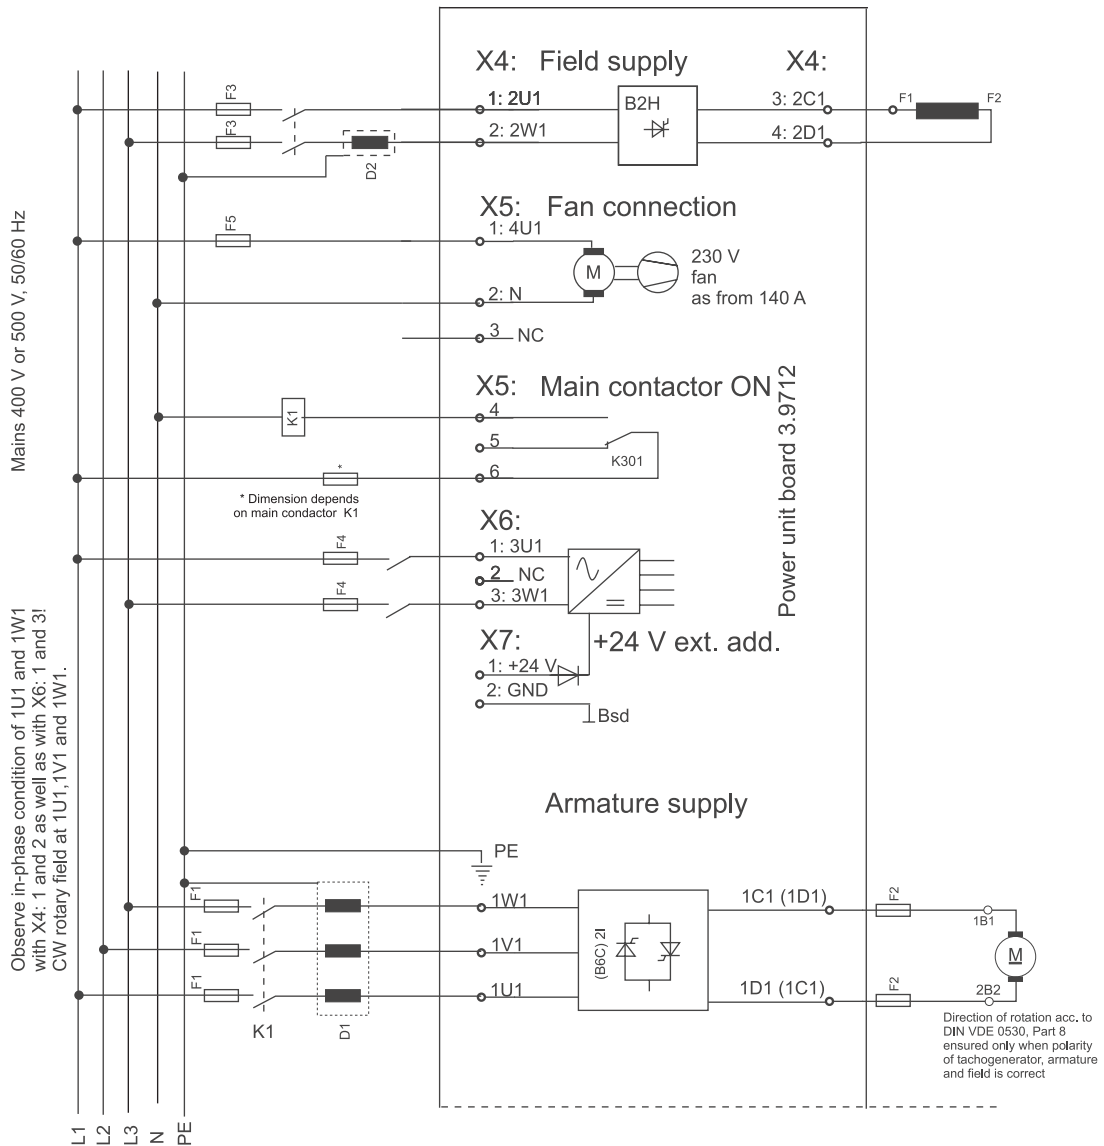 X4: Field supply X4:
F3
1: 2U1
B2H
3: 2C1
F1
F2
F3
2: 2W1
4: 2D1
D2
X5: Fan connection
1: 4U1
F5
M
230 V
fan
as from 140 A
2: N
3 NC
Mains 400 V or 500 V, 50/60 Hz
X5: Main contactor ON
K1
4
5
K301
6
*
* Dimension depends
on main condactor K1
Power unit board 3.9712
X6:
F4
1: 3U1
2 NC
F4
3: 3W1
X7:
+24 V ext. add.
1: +24 V
2: GND
Bsd
Observe in-phase condition of 1U1 and 1W1
with X4: 1 and 2 as well as with X6: 1 and 3!
CW rotary field at 1U1,1V1 and 1W1.
Armature supply
PE
F1
1W1
1C1 (1D1)
F2
1B1
F1
1V1
(B6C) 2I
M
F1
1U1
1D1 (1C1)
F2
2B2
K1
D1
Direction of rotation acc. to
DIN VDE 0530, Part 8
ensured only when polarity
of tachogenerator, armature
and field is correct
L1
L2
L3
N
PE